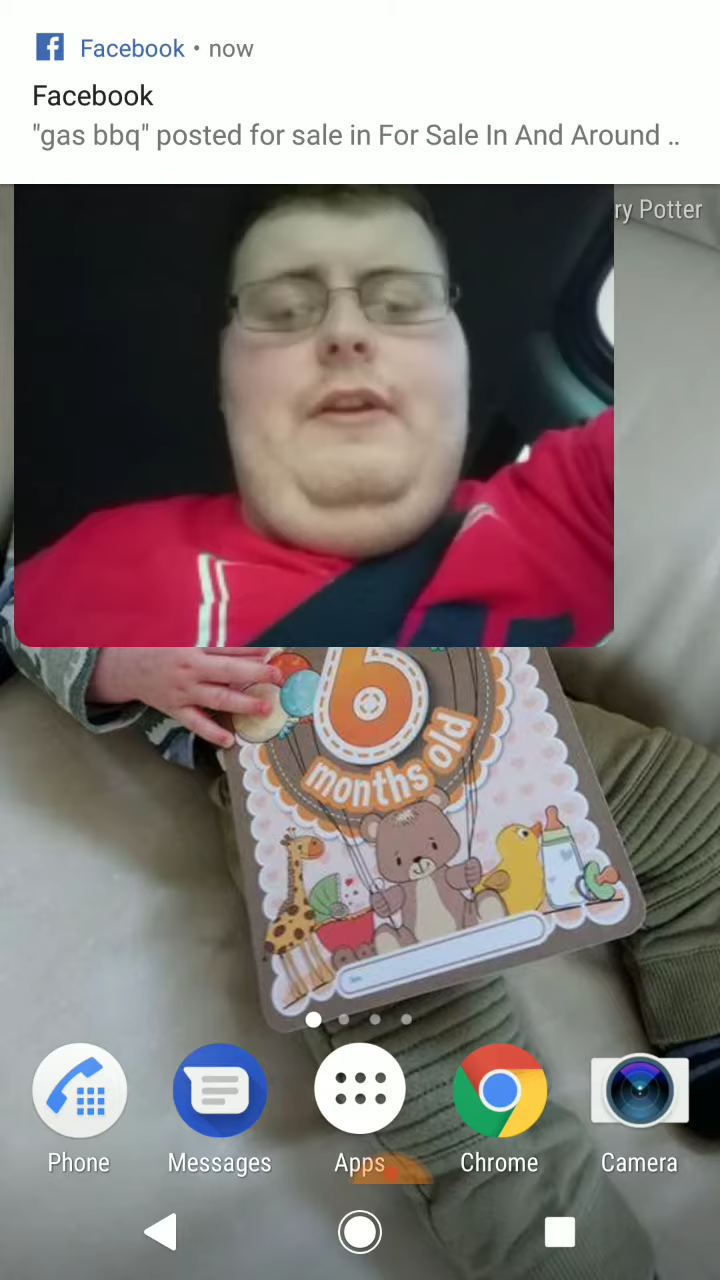 Facebook • now
Facebook
"gas bbq" posted for sale in For Sale In And Around ..
ry Potter
6
months old
Phone
Messages
Apps
Chrome
Camera